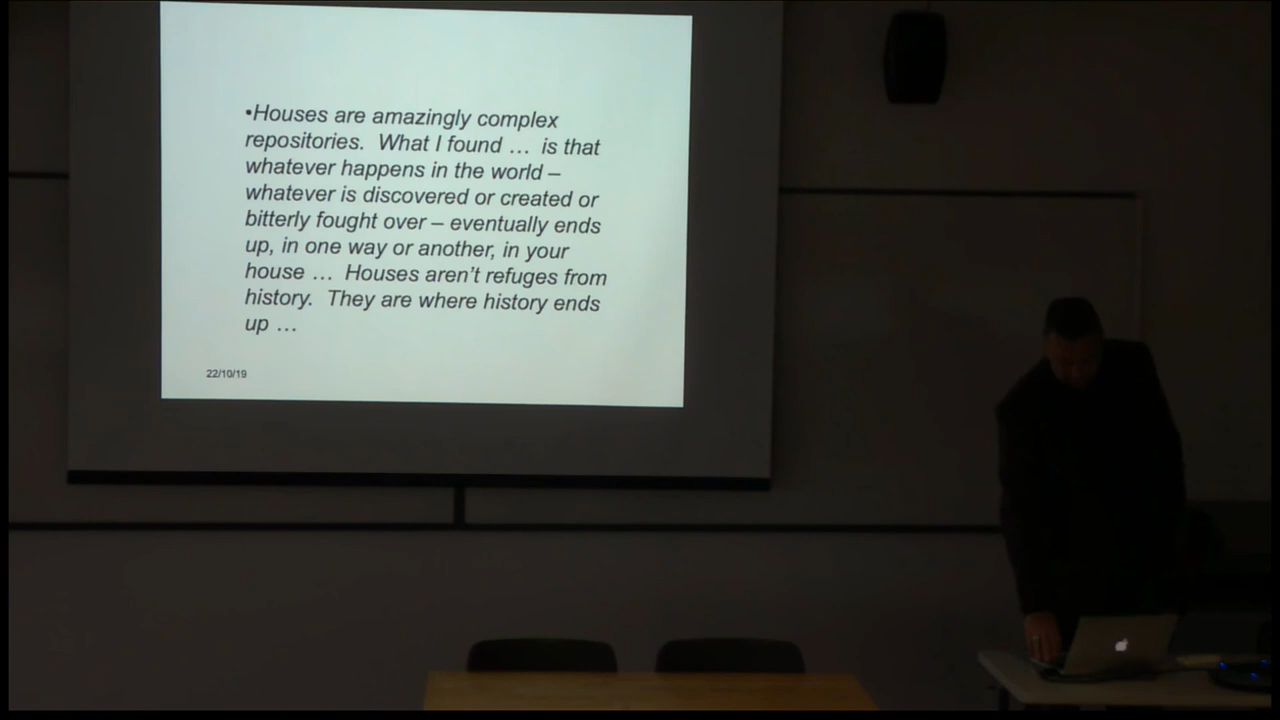 •Houses are amazingly complex
repositories.  What I found …  is that
whatever happens in the world –
whatever is discovered or created or
bitterly fought over – eventually ends
up, in one way or another, in your
house …  Houses aren’t refuges from
history.  They are where history ends
up …
22/10/19